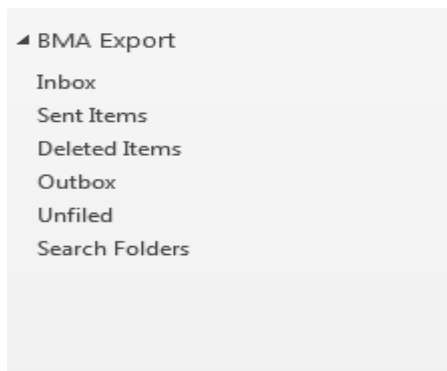 BMA Export
Inbox
Sent Items
Deleted Items
Outbox
Unfiled
Search Folders